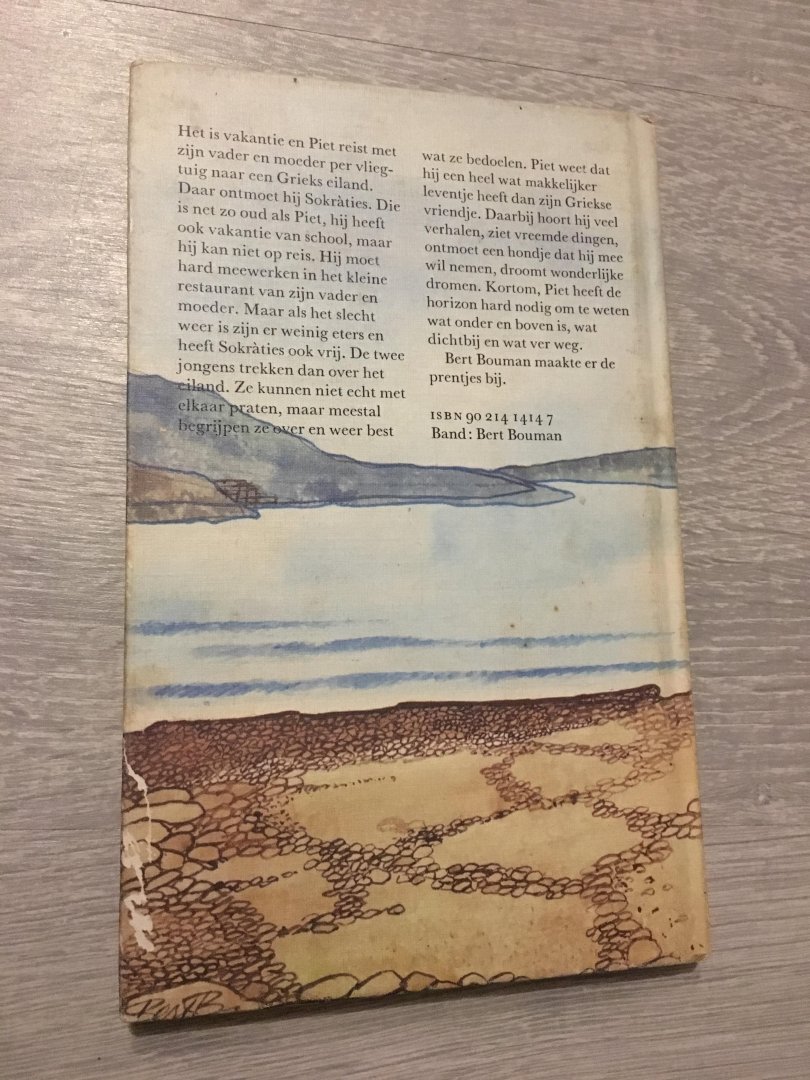 Het is vakantie en Piet reist met
zijn vader en moeder per vlieg-
tuig naar een Grieks eiland.
Daar ontmoet hij Sokràties. Die
is net zo oud als Piet, hij heeft
ook vakantie van school, maar
hij kan niet op reis. Hij moet
hard meewerken in het kleine
restaurant van zijn vader en
moeder. Maar als het slecht
weer is zijn er weinig eters en
heeft Sokràties ook vrij. De twee
jongens trekken dan over het
eiland. Ze kunnen niet echt met
elkaar praten, maar meestal
begrijpen ze over en weer best
wat ze bedoelen. Piet weet dat
hij een heel wat makkelijker
leventje heeft dan zijn Griekse
vriendje. Daarbij hoort hij veel
verhalen, ziet vreemde dingen,
ontmoet een hondje dat hij mee
wil nemen, droomt wonderlijke
dromen. Kortom, Piet heeft de
horizon hard nodig om te weten
wat onder en boven is, wat
dichtbij en wat ver weg.
Bert Bouman maakte er de
prentjes bij.
ISBN 90 214 1414 7
Band: Bert Bouman